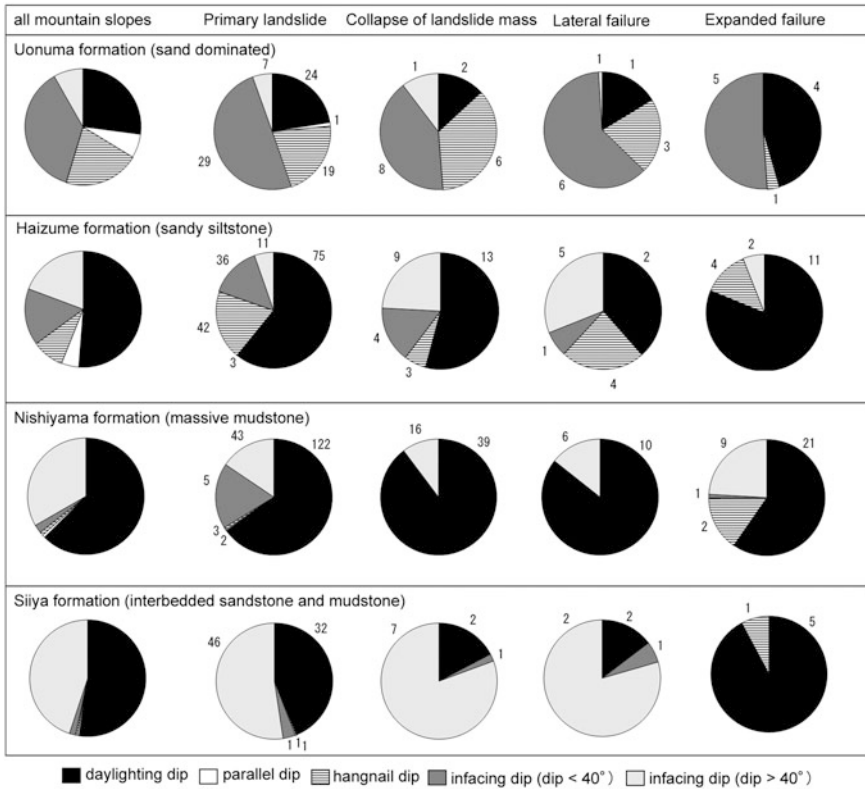 all mountain slopes Primary landslide Collapse of landslide mass Lateral failure Expanded failure
Uonuma formation (sand dominated)
7 24 1 19 29
1 2 6 8
1 1 3 6
5 4 1
Haizume formation (sandy siltstone)
36 11 75 42 3
9 13 4 3
5 2 1 4
4 2 11
Nishiyama formation (massive mudstone)
43 122 5 3 2
16 39
6 10
9 21 1 2
Siiya formation (interbedded sandstone and mudstone)
46 32 1 1 1
7 2 1
2 2 1
1 5
daylighting dip parallel dip hangnail dip infacing dip (dip < 40°) infacing dip (dip > 40°)